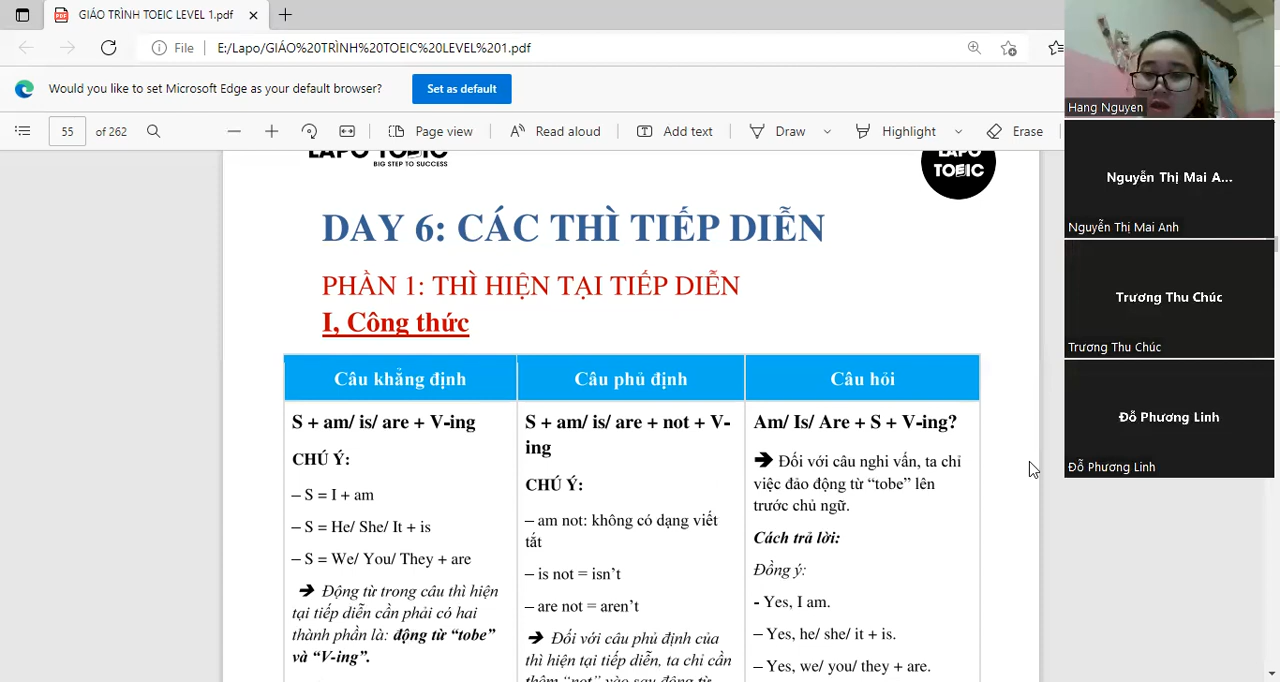 GIÁO TRÌNH TOEIC LEVEL 1.pdf
File
E:/Lapo/GIÁO%20TRÌNH%20TOEIC%20LEVEL%201.pdf
Would you like to set Microsoft Edge as your default browser?
Set as default
55 of 262
Page view
Read aloud
Add text
Draw
Highlight
Erase
LAPO TOEIC
BIG STEP TO SUCCESS
LAPO
TOEIC
DAY 6: CÁC THÌ TIẾP DIỄN
PHẦN 1: THÌ HIỆN TẠI TIẾP DIỄN
I, Công thức
Câu khẳng định
S + am/ is/ are + V-ing
CHÚ Ý:
– S = I + am
– S = He/ She/ It + is
– S = We/ You/ They + are
➔ Động từ trong câu thì hiện
tại tiếp diễn cần phải có hai
thành phần là: động từ “tobe”
và “V-ing”.
Câu phủ định
S + am/ is/ are + not + V-
ing
CHÚ Ý:
– am not: không có dạng viết
tắt
– is not = isn’t
– are not = aren’t
➔ Đối với câu phủ định của
thì hiện tại tiếp diễn, ta chỉ cần
thêm “not” vào sau động từ
Câu hỏi
Am/ Is/ Are + S + V-ing?
➔ Đối với câu nghi vấn, ta chỉ
việc đảo động từ “tobe” lên
trước chủ ngữ.
Cách trả lời:
Đồng ý:
- Yes, I am.
– Yes, he/ she/ it + is.
– Yes, we/ you/ they + are.
Hang Nguyen
Nguyễn Thị Mai A...
Nguyễn Thị Mai Anh
Trương Thu Chúc
Trương Thu Chúc
Đỗ Phương Linh
Đỗ Phương Linh